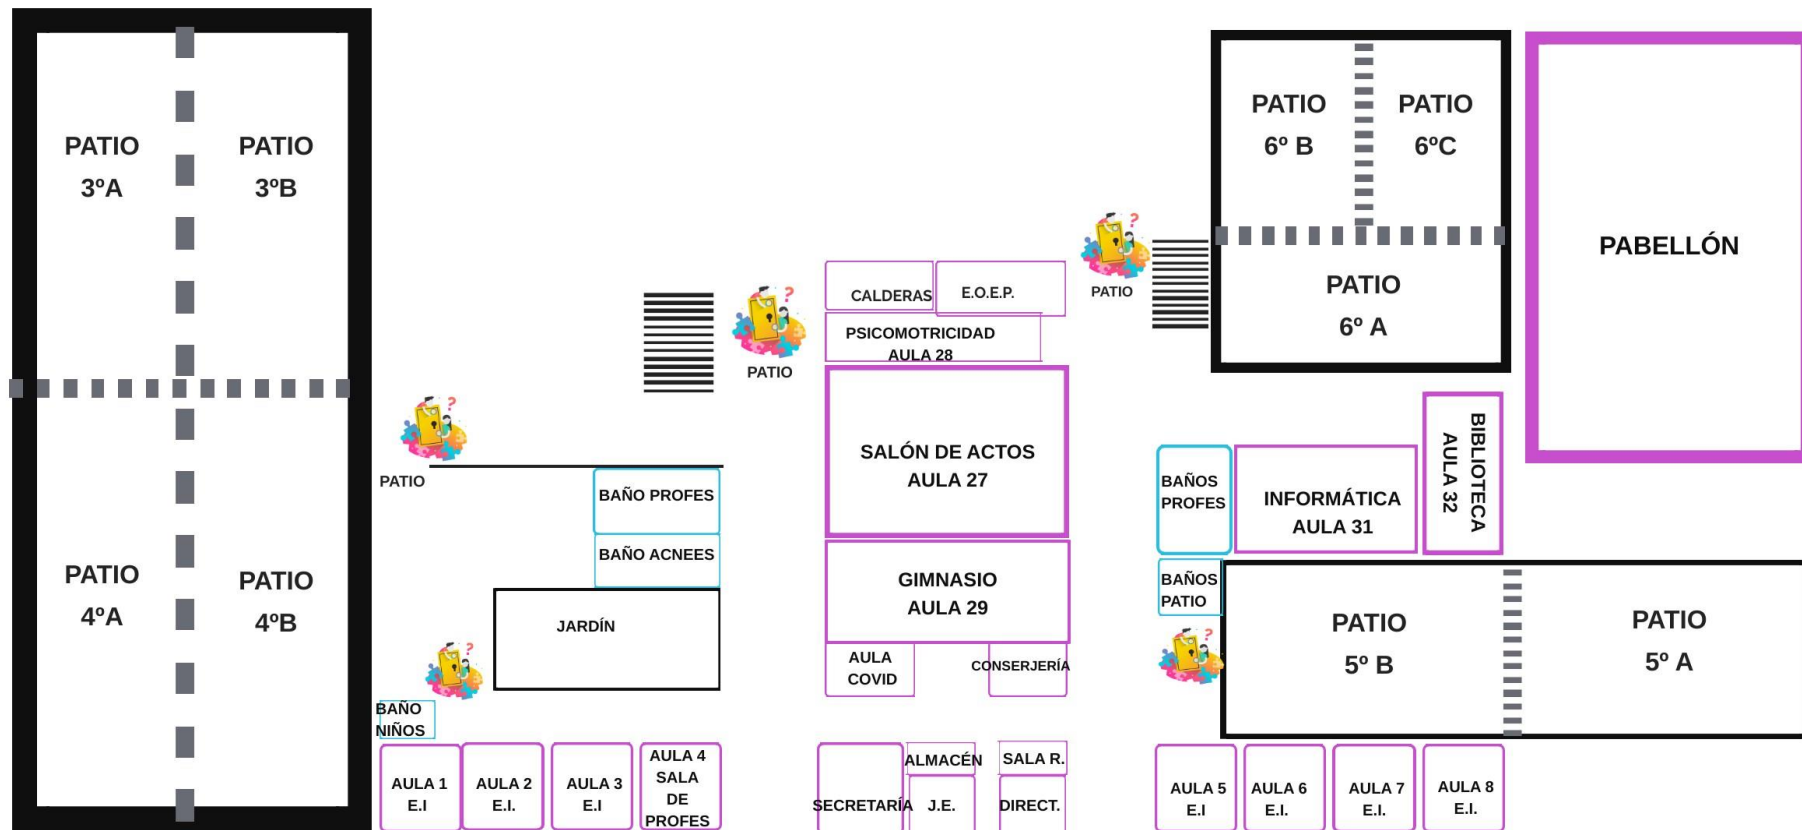 PATIO
3ºA
PATIO
3ºB
PATIO
4ºA
PATIO
4ºB
PATIO
BAÑO PROFES
BAÑO ACNEES
JARDÍN
BAÑO
NIÑOS
AULA 1
E.I
AULA 2
E.I.
AULA 3
E.I
AULA 4
SALA
DE
PROFES
?
?
?
PATIO
CALDERAS
E.O.E.P.
PSICOMOTRICIDAD
AULA 28
SALÓN DE ACTOS
AULA 27
GIMNASIO
AULA 29
AULA
COVID
CONSERJERÍA
SECRETARÍA
ALMACÉN
J.E.
SALA R.
DIRECT.
?
PATIO
PATIO
6º B
PATIO
6ºC
PATIO
6º A
PABELLÓN
BAÑOS
PROFES
INFORMÁTICA
AULA 31
BIBLIOTECA
AULA 32
BAÑOS
PATIO
?
PATIO
5º B
PATIO
5º A
AULA 5
E.I
AULA 6
E.I.
AULA 7
E.I.
AULA 8
E.I.